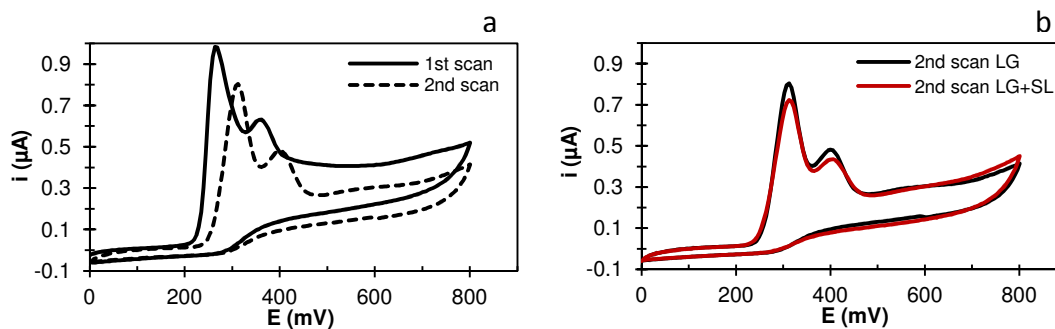 a
i (µA)
0.9
0.7
0.5
0.3
0.1
-0.1
1st scan
2nd scan
0
200
400
600
800
E (mV)
b
i (µA)
0.9
0.7
0.5
0.3
0.1
-0.1
2nd scan LG
2nd scan LG+SL
0
200
400
600
800
E (mV)